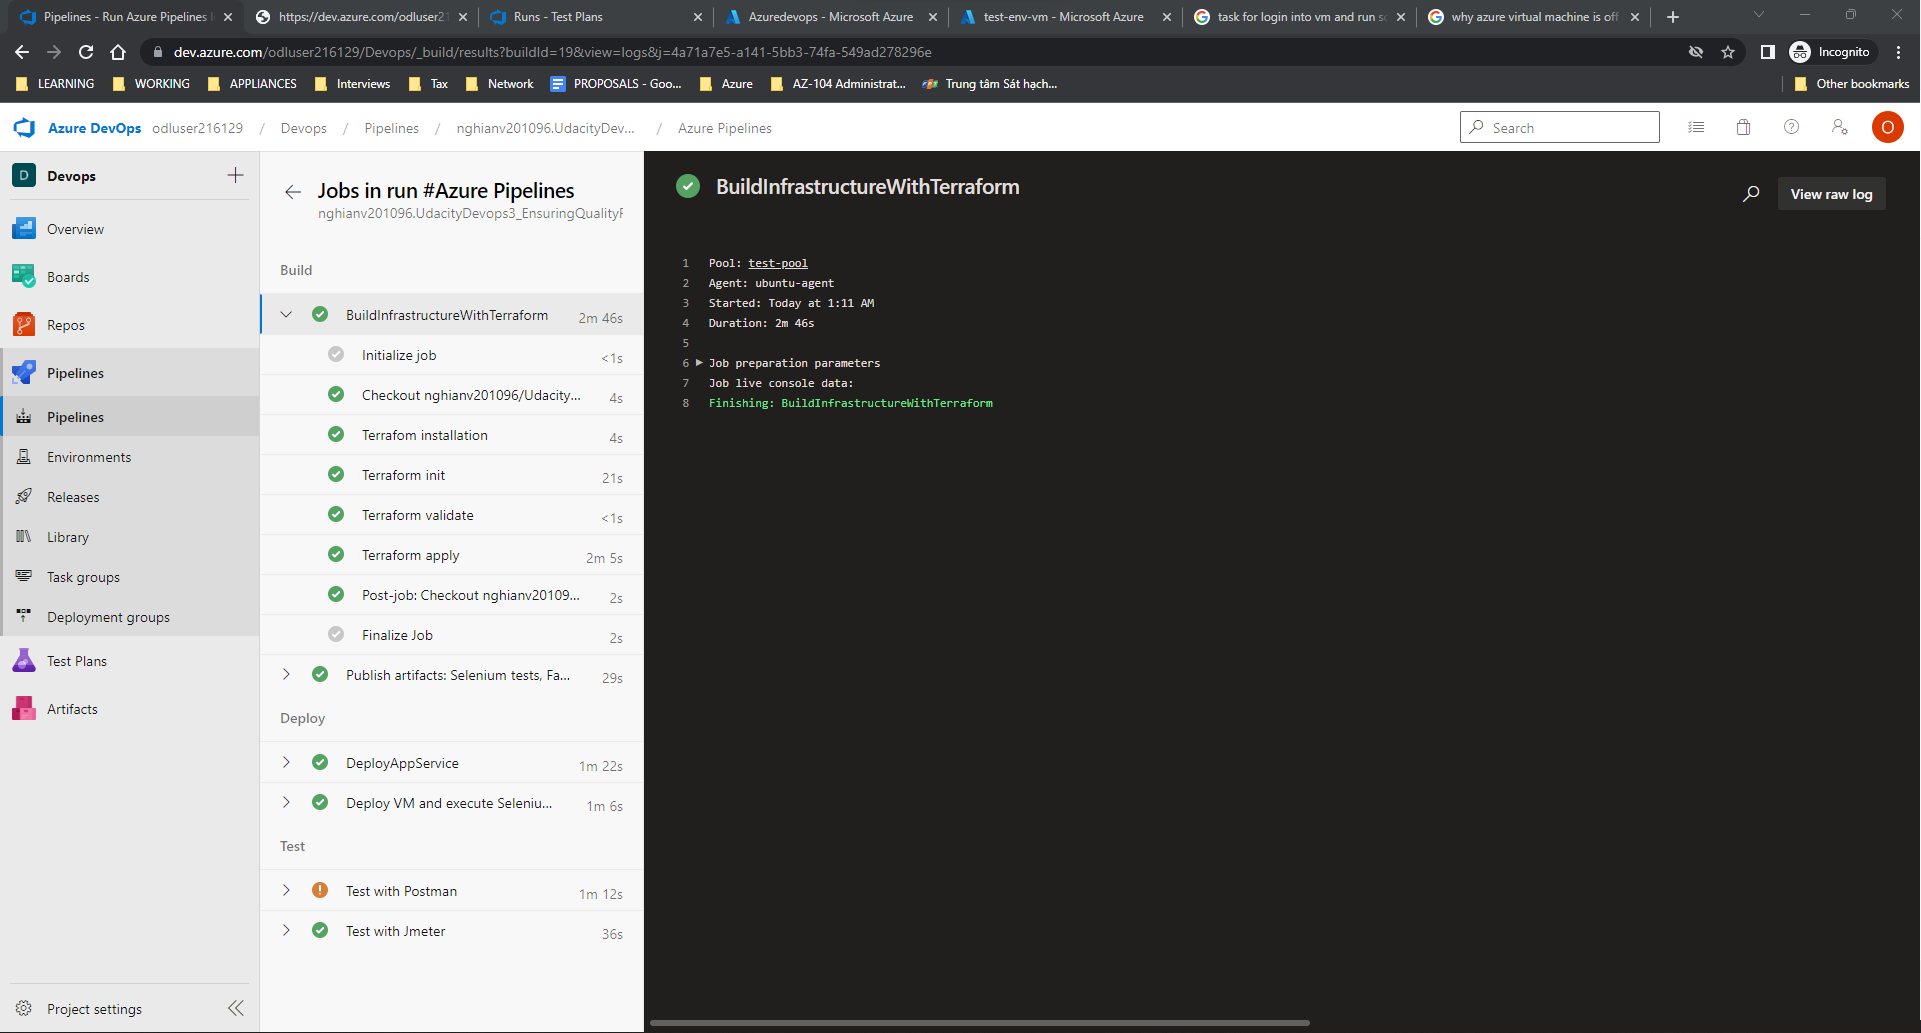 Pipelines - Run Azure Pipelines
https://dev.azure.com/odluser21
Runs - Test Plans
Azuredevops - Microsoft Azure
test-env-vm - Microsoft Azure
task for login into vm and run sc
why azure virtual machine is off
dev.azure.com/odluser216129/Devops/_build/results?buildId=19&view=logs&j=4a71a7e5-a141-5bb3-74fa-549ad278296e
Incognito
LEARNING
WORKING
APPLIANCES
Interviews
Tax
Network
PROPOSALS - Goo...
Azure
AZ-104 Administrat...
Trung tâm Sát hạch...
Other bookmarks
Azure DevOps
odluser216129 / Devops / Pipelines / nghianv201096.UdacityDev... / Azure Pipelines
Search
O
D
Devops
Overview
Boards
Repos
Pipelines
Pipelines
Environments
Releases
Library
Task groups
Deployment groups
Test Plans
Artifacts
Project settings
Jobs in run #Azure Pipelines
nghianv201096.UdacityDevops3_EnsuringQualityF
Build
BuildInfrastructureWithTerraform 2m 46s
Initialize job <1s
Checkout nghianv201096/Udacity... 4s
Terrafom installation 4s
Terraform init 21s
Terraform validate <1s
Terraform apply 2m 5s
Post-job: Checkout nghianv20109... 2s
Finalize Job 2s
Publish artifacts: Selenium tests, Fa... 29s
Deploy
DeployAppService 1m 22s
Deploy VM and execute Seleniu... 1m 6s
Test
Test with Postman 1m 12s
Test with Jmeter 36s
BuildInfrastructureWithTerraform
View raw log
1 Pool: test-pool
2 Agent: ubuntu-agent
3 Started: Today at 1:11 AM
4 Duration: 2m 46s
5
6 Job preparation parameters
7 Job live console data:
8 Finishing: BuildInfrastructureWithTerraform